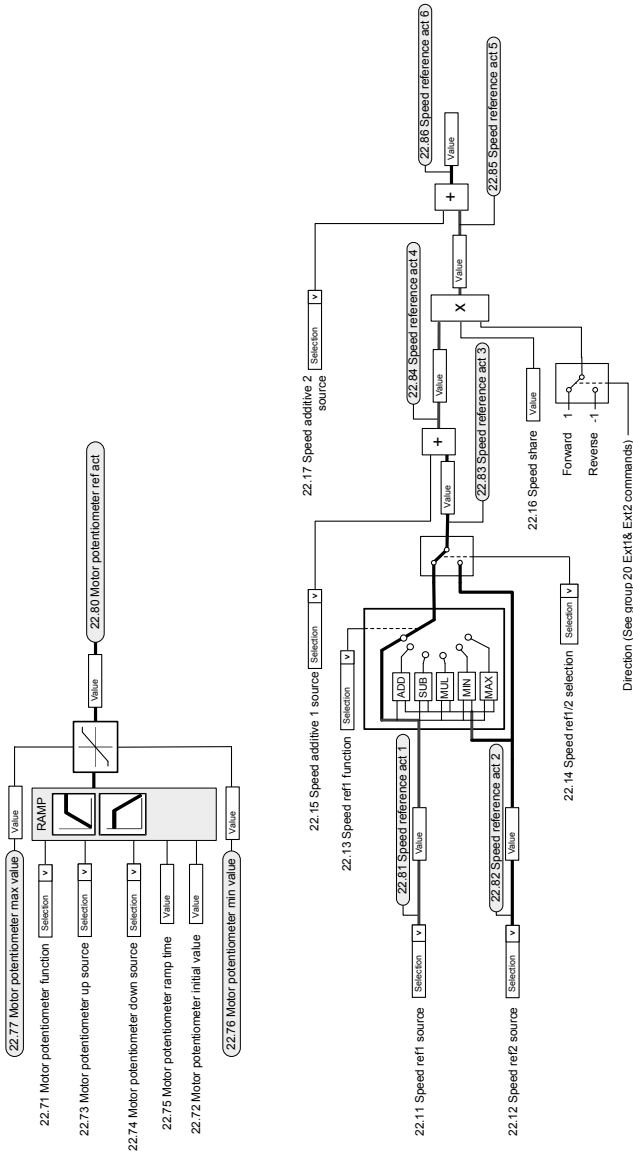 22.77 Motor potentiometer max value
Value
22.71 Motor potentiometer function
Selection
v
RAMP
22.73 Motor potentiometer up source
Selection
v
Value
22.80 Motor potentiometer ref act
22.74 Motor potentiometer down source
Selection
v
22.75 Motor potentiometer ramp time
Value
22.72 Motor potentiometer initial value
Value
22.76 Motor potentiometer min value
Value
22.17 Speed additive 2
source
Selection
v
22.86 Speed reference act 6
Value
+
22.85 Speed reference act 5
Value
22.15 Speed additive 1 source
Selection
v
22.84 Speed reference act 4
Value
X
+
22.13 Speed ref1 function
Selection
v
22.83 Speed reference act 3
Value
22.81 Speed reference act 1
ADD
SUB
MUL
MIN
MAX
22.11 Speed ref1 source
Selection
v
Value
22.16 Speed share
Value
22.82 Speed reference act 2
22.12 Speed ref2 source
Selection
v
Value
22.14 Speed ref1/2 selection
Selection
v
Forward
1
Reverse
-1
Direction (See group 20 Ext1& Ext2 commands)